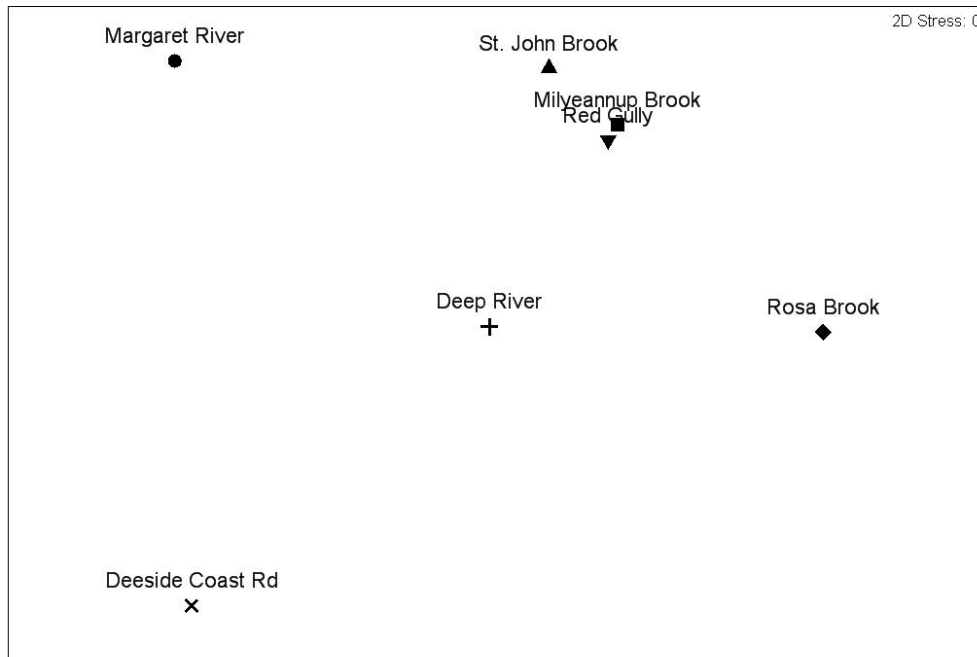 2D Stress: 0
Margaret River
St. John Brook
Milyeannup Brook
Red Gully
Deep River
Rosa Brook
Deeside Coast Rd